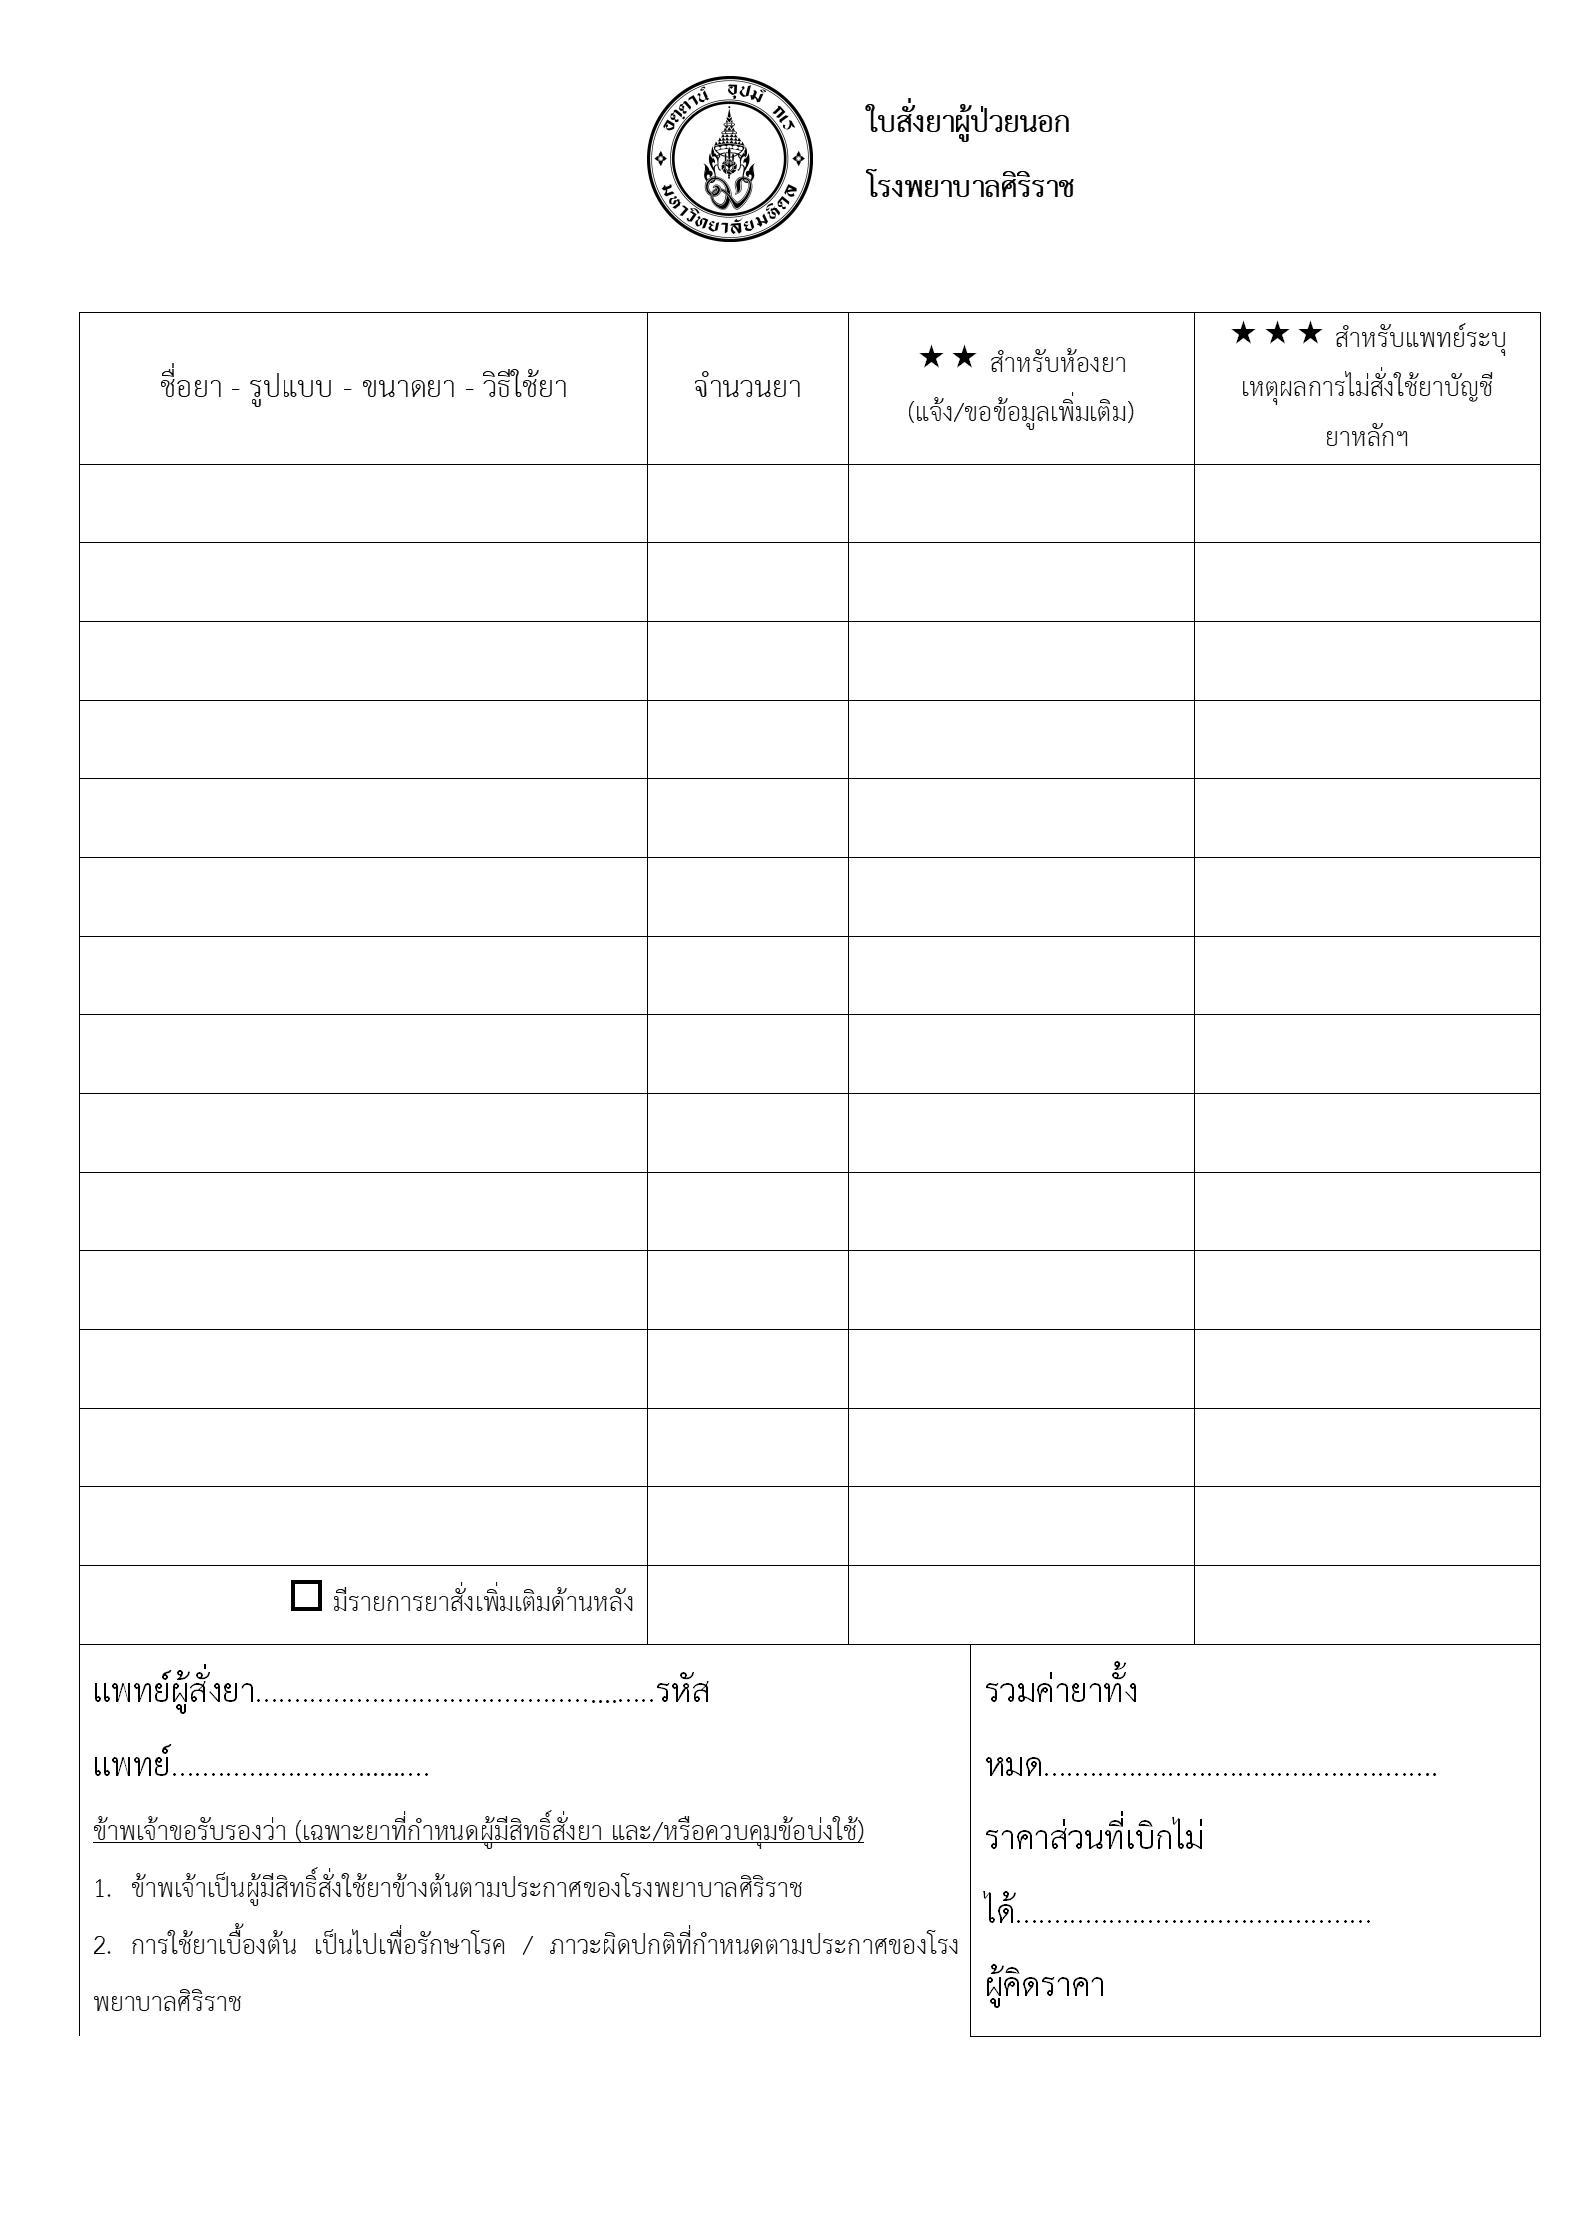 อตฺตานํ อุปมํ กเร
มหาวิทยาลัยมหิดล
ใบสั่งยาผู้ป่วยนอก
โรงพยาบาลศิริราช
ชื่อยา - รูปแบบ - ขนาดยา - วิธีใช้ยา
จำนวนยา
★ ★ สำหรับห้องยา
(แจ้ง/ขอข้อมูลเพิ่มเติม)
★ ★ ★ สำหรับแพทย์ระบุ
เหตุผลการไม่สั่งใช้ยาบัญชี
ยาหลักฯ
☐ มีรายการยาสั่งเพิ่มเติมด้านหลัง
แพทย์ผู้สั่งยา..................................................รหัส
แพทย์.................................
ข้าพเจ้าขอรับรองว่า (เฉพาะยาที่กำหนดผู้มีสิทธิ์สั่งยา และ/หรือควบคุมข้อบ่งใช้)
1. ข้าพเจ้าเป็นผู้มีสิทธิ์สั่งใช้ยาข้างต้นตามประกาศของโรงพยาบาลศิริราช
2. การใช้ยาเบื้องต้น เป็นไปเพื่อรักษาโรค / ภาวะผิดปกติที่กำหนดตามประกาศของโรง
พยาบาลศิริราช
รวมค่ายาทั้ง
หมด..................................................
ราคาส่วนที่เบิกไม่
ได้.............................................
ผู้คิดราคา